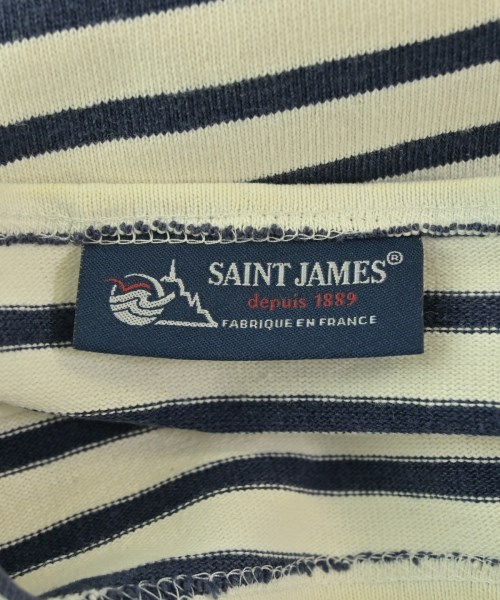 SAINT JAMES®
depuis 1889
FABRIQUE EN FRANCE